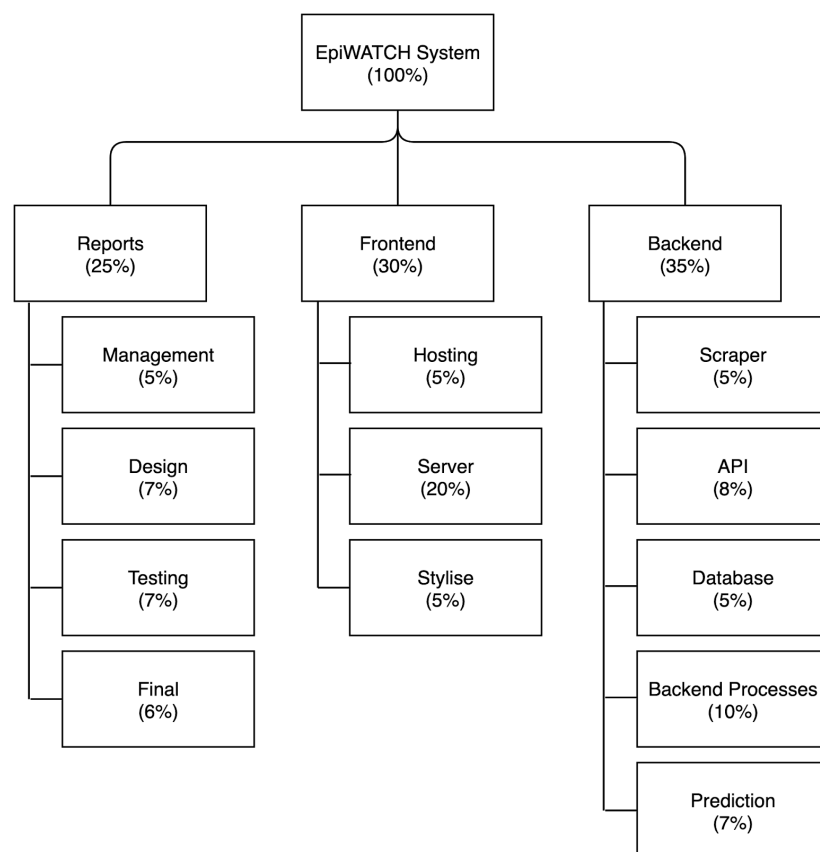 EpiWATCH System
(100%)
Reports
(25%)
Frontend
(30%)
Backend
(35%)
Management
(5%)
Design
(7%)
Testing
(7%)
Final
(6%)
Hosting
(5%)
Server
(20%)
Stylise
(5%)
Scraper
(5%)
API
(8%)
Database
(5%)
Backend Processes
(10%)
Prediction
(7%)